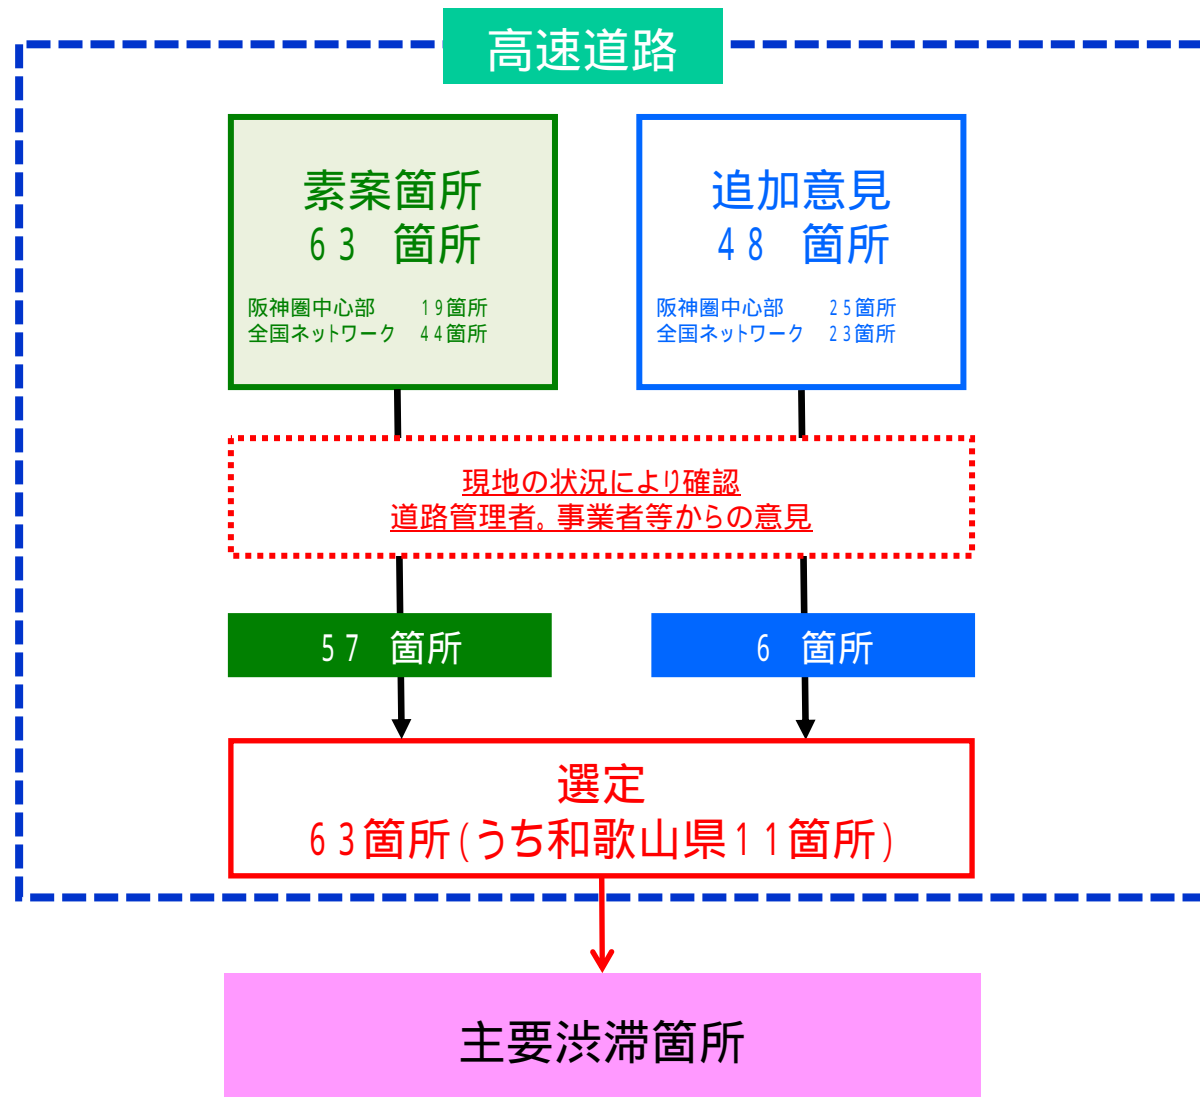 高速道路
素案箇所
63 箇所
阪神圏中心部 19箇所
全国ネットワーク 44箇所
追加意見
48 箇所
阪神圏中心部 25箇所
全国ネットワーク 23箇所
現地の状況により確認
道路管理者。事業者等からの意見
57 箇所
6 箇所
選定
63箇所(うち和歌山県11箇所)
主要渋滞箇所